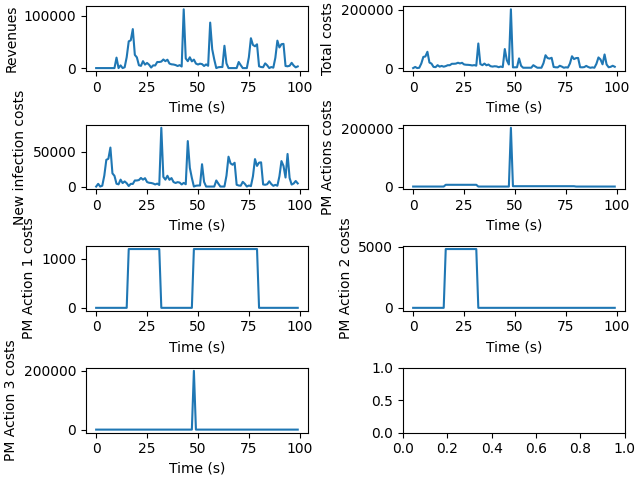 Revenues
100000
0
0 25 50 75 100
Time (s)
Total costs
200000
0
0 25 50 75 100
Time (s)
New infection costs
50000
0
0 25 50 75 100
Time (s)
PM Actions costs
200000
0
0 25 50 75 100
Time (s)
PM Action 1 costs
1000
0
0 25 50 75 100
Time (s)
PM Action 2 costs
5000
0
0 25 50 75 100
Time (s)
PM Action 3 costs
200000
0
0 25 50 75 100
Time (s)
1.0
0.5
0.0
0.0 0.2 0.4 0.6 0.8 1.0